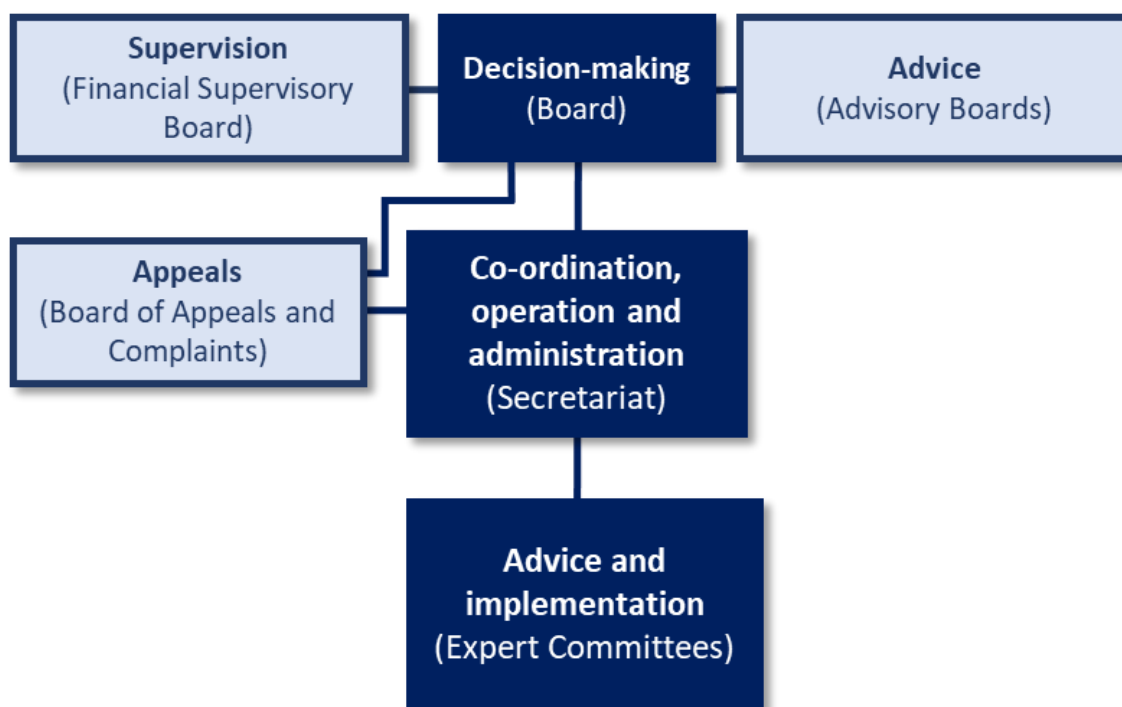 Supervision
(Financial Supervisory
Board)
Decision-making
(Board)
Advice
(Advisory Boards)
Appeals
(Board of Appeals and
Complaints)
Co-ordination,
operation and
administration
(Secretariat)
Advice and
implementation
(Expert Committees)